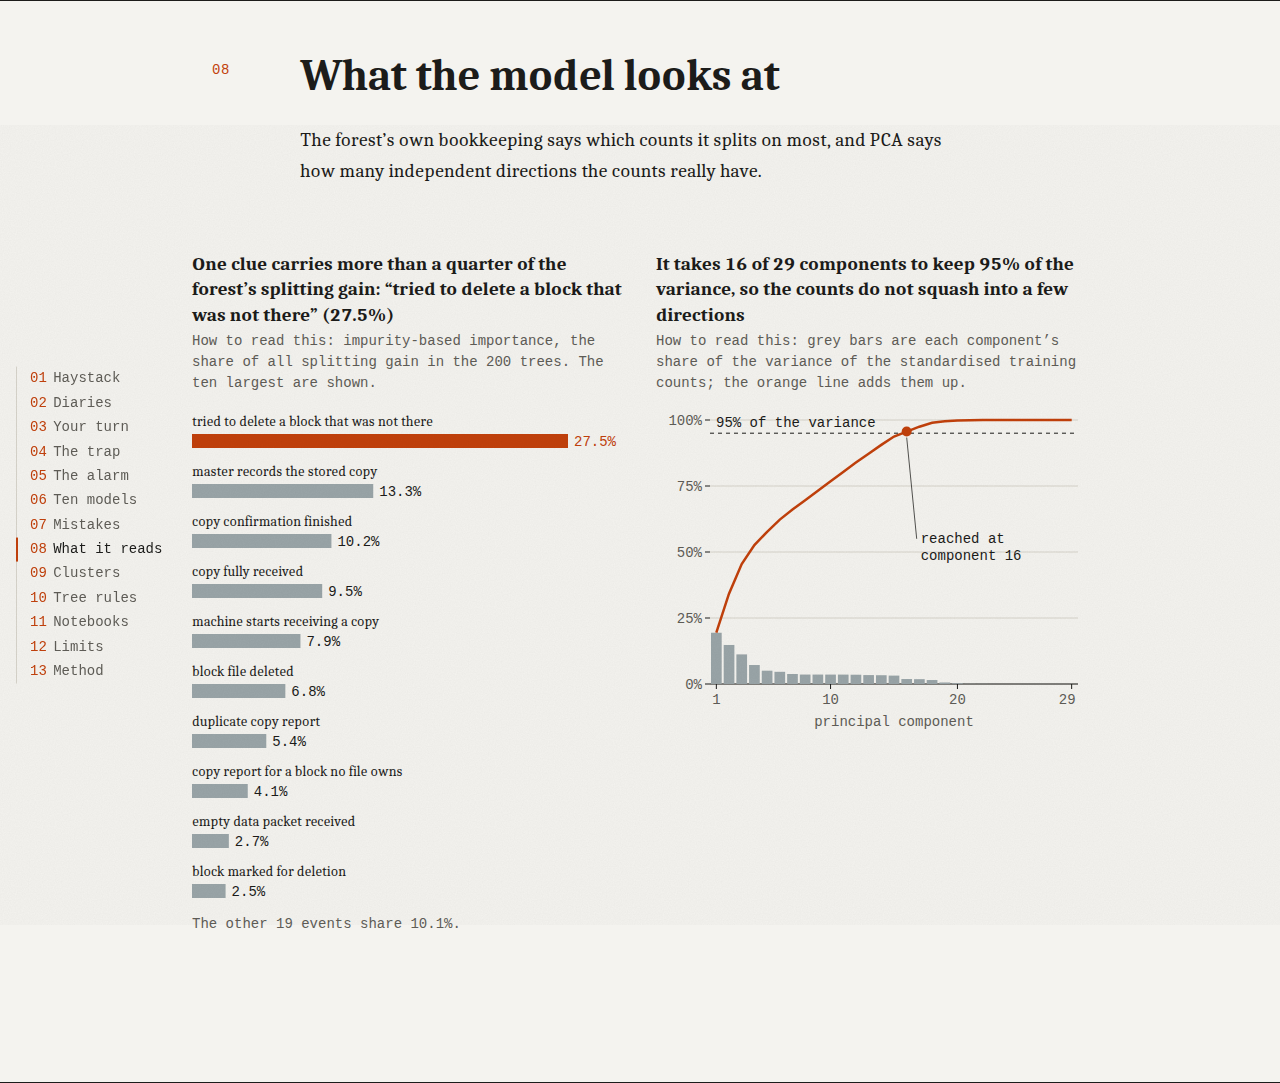 08
What the model looks at
The forest’s own bookkeeping says which counts it splits on most, and PCA says
how many independent directions the counts really have.
01 Haystack
02 Diaries
03 Your turn
04 The trap
05 The alarm
06 Ten models
07 Mistakes
08 What it reads
09 Clusters
10 Tree rules
11 Notebooks
12 Limits
13 Method
One clue carries more than a quarter of the
forest’s splitting gain: “tried to delete a block that
was not there” (27.5%)
How to read this: impurity-based importance, the
share of all splitting gain in the 200 trees. The
ten largest are shown.
tried to delete a block that was not there
27.5%
master records the stored copy
13.3%
copy confirmation finished
10.2%
copy fully received
9.5%
machine starts receiving a copy
7.9%
block file deleted
6.8%
duplicate copy report
5.4%
copy report for a block no file owns
4.1%
empty data packet received
2.7%
block marked for deletion
2.5%
The other 19 events share 10.1%.
It takes 16 of 29 components to keep 95% of the
variance, so the counts do not squash into a few
directions
How to read this: grey bars are each component’s
share of the variance of the standardised training
counts; the orange line adds them up.
100%
95% of the variance
75%
reached at
50%
component 16
25%
0%
1 10 20 29
principal component